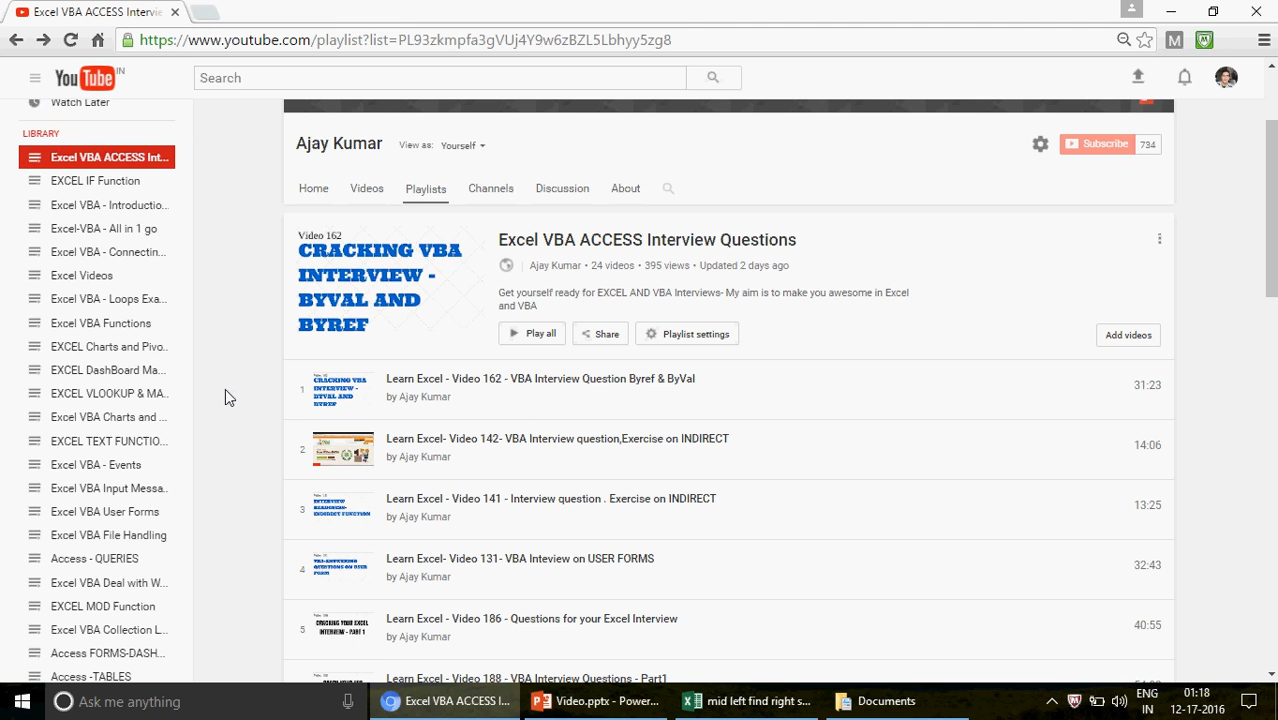 Excel VBA ACCESS Intervie
https://www.youtube.com/playlist?list=PL93zkmpfa3gVUj4Y9w6zBZL5Lbhyy5zg8
M
YouTube IN
Search
Watch Later
LIBRARY
Excel VBA ACCESS Int...
EXCEL IF Function
Excel VBA - Introductio...
Excel-VBA - All in 1 go
Excel VBA - Connectin...
Excel Videos
Excel VBA - Loops Exa...
Excel VBA Functions
EXCEL Charts and Pivo...
EXCEL DashBoard Ma...
EXCEL VLOOKUP & MA...
Excel VBA Charts and ...
EXCEL TEXT FUNCTIO...
Excel VBA - Events
Excel VBA Input Messa...
Excel VBA User Forms
Excel VBA File Handling
Access - QUERIES
Excel VBA Deal with W...
EXCEL MOD Function
Excel VBA Collection L...
Access FORMS-DASH...
Access -TABLES
Ajay Kumar View as: Yourself
Subscribe 734
Home Videos Playlists Channels Discussion About
Video 162
CRACKING VBA
INTERVIEW -
BYVAL AND
BYREF
Excel VBA ACCESS Interview Questions
Ajay Kumar • 24 videos • 395 views • Updated 2 days ago
Get yourself ready for EXCEL AND VBA Interviews- My aim is to make you awesome in Excel
and VBA
Play all Share Playlist settings Add videos
1 Learn Excel - Video 162 - VBA Interview Question Byref & ByVal 31:23
CRACKING VBA
INTERVIEW -
BYVAL AND
BYREF
by Ajay Kumar
2 Learn Excel- Video 142- VBA Interview question,Exercise on INDIRECT 14:06
by Ajay Kumar
3 Learn Excel - Video 141 - Interview question . Exercise on INDIRECT 13:25
by Ajay Kumar
4 Learn Excel- Video 131- VBA Inteview on USER FORMS 32:43
by Ajay Kumar
5 Learn Excel - Video 186 - Questions for your Excel Interview 40:55
CRACKING YOUR EXCEL
INTERVIEW - PART 1
by Ajay Kumar
Learn Excel - Video 188 - VBA Interview Questions - Part1
Ask me anything
Excel VBA ACCESS I...
Video.pptx - Power...
mid left find right s...
Documents
ENG
IN
01:18
12-17-2016